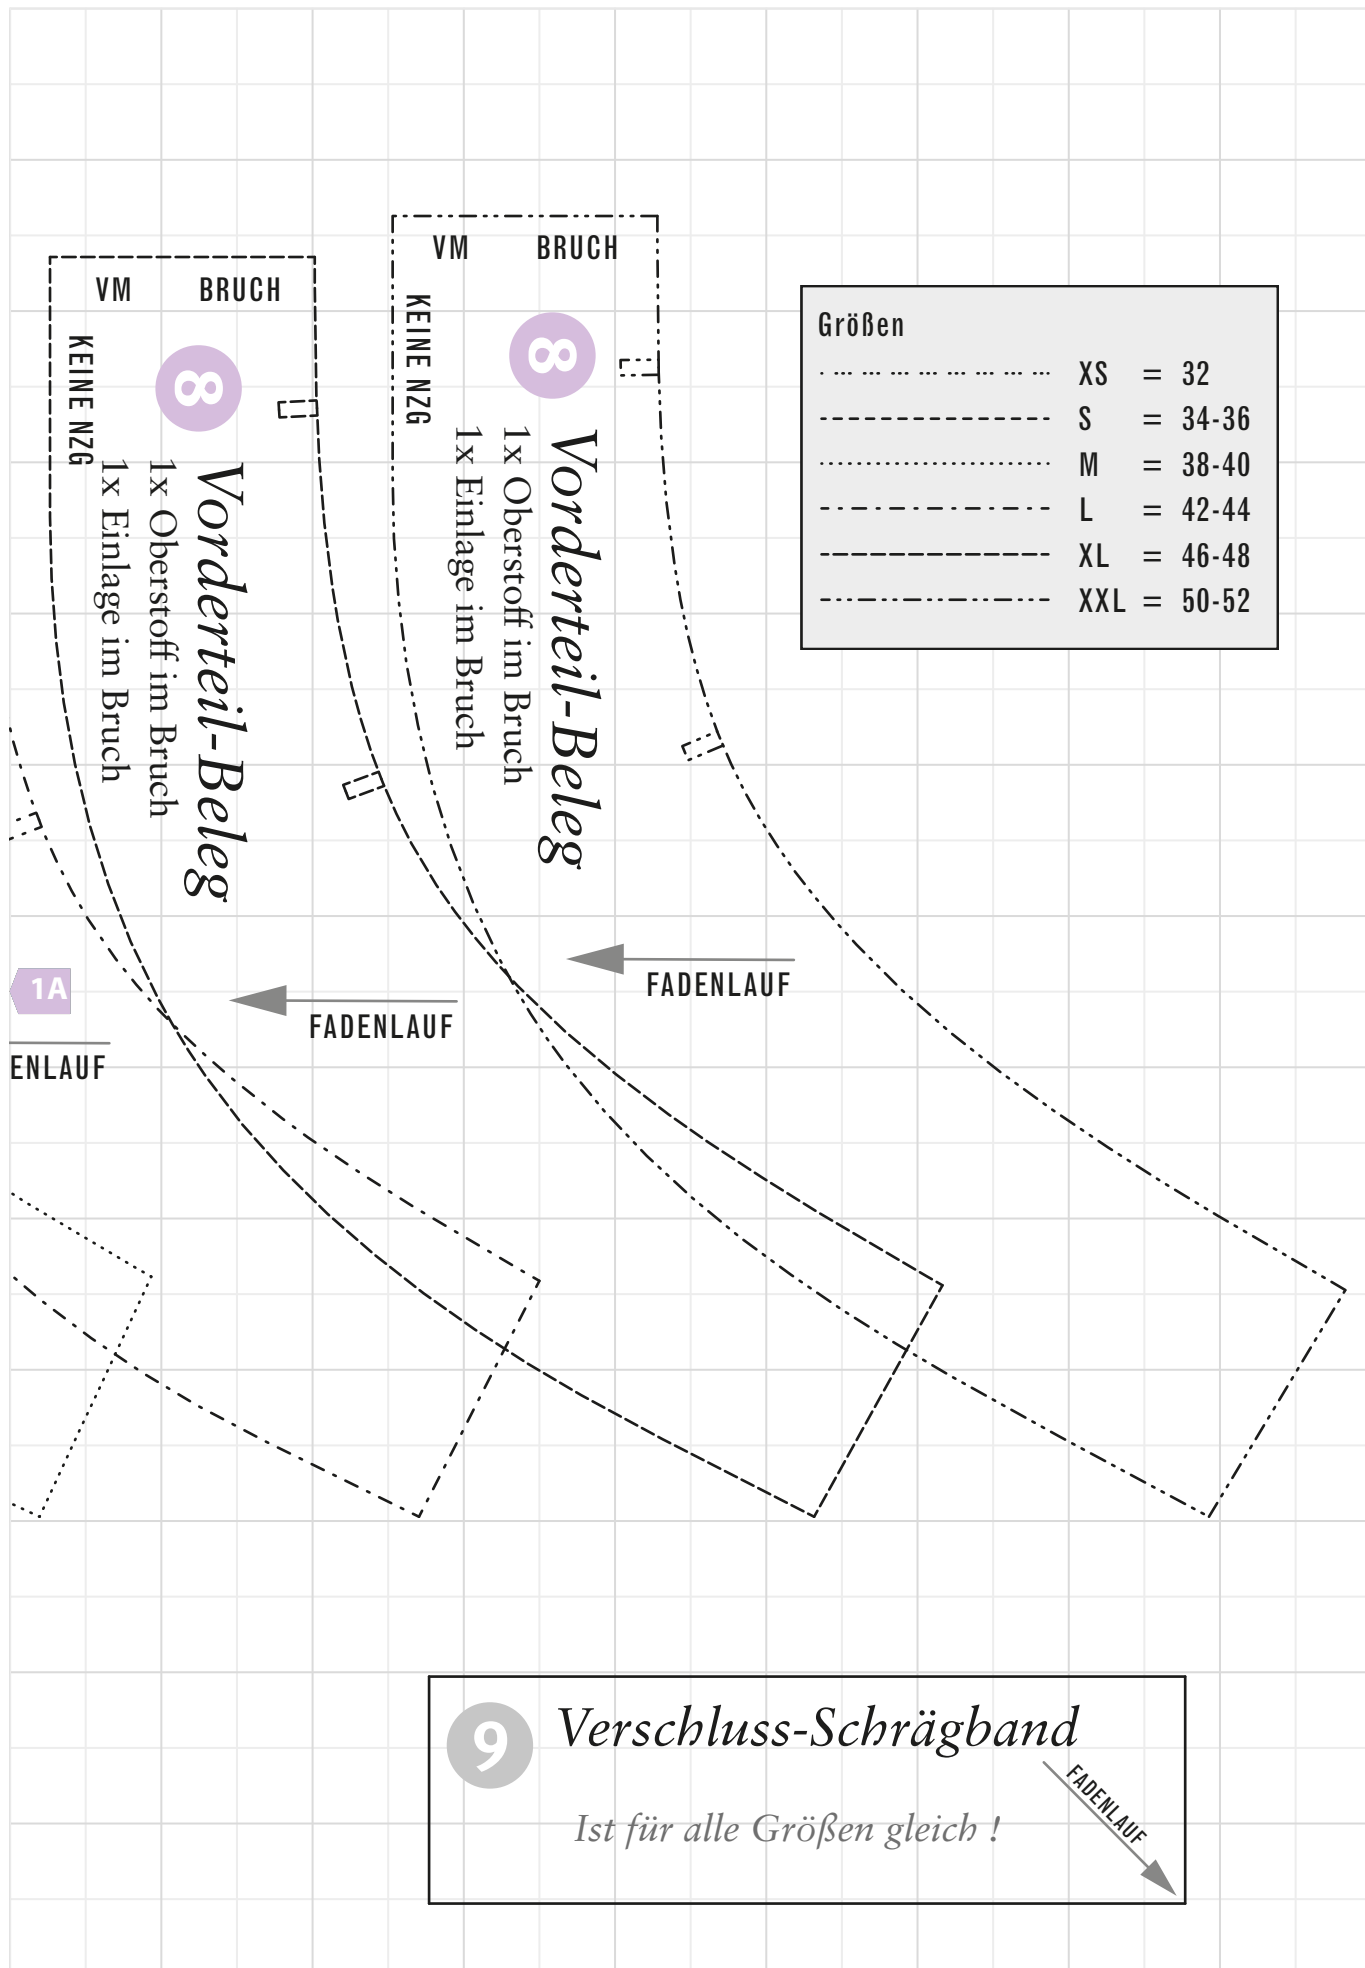 VM BRUCH
KEINE NZG
8
Vorderteil-Beleg
1x Oberstoff im Bruch
1x Einlage im Bruch
FADENLAUF
VM BRUCH
KEINE NZG
8
Vorderteil-Beleg
1x Oberstoff im Bruch
1x Einlage im Bruch
FADENLAUF
Größen
XS = 32
S = 34-36
M = 38-40
L = 42-44
XL = 46-48
XXL = 50-52
1A
ENLAUF
9
Verschluss-Schrägband
Ist für alle Größen gleich !
FADENLAUF